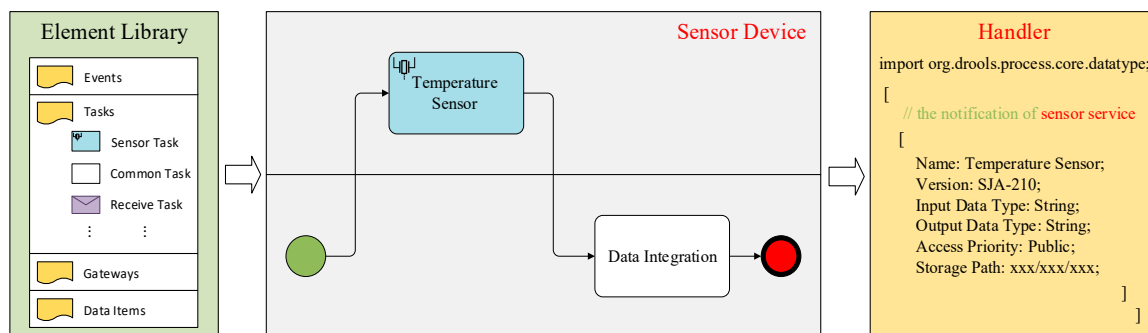 Element Library
Events
Tasks
Sensor Task
Common Task
Receive Task
⋮ ⋮
Gateways
Data Items
Sensor Device
Temperature
Sensor
Data Integration
Handler
import org.drools.process.core.datatype;
[
// the notification of sensor service
[
Name: Temperature Sensor;
Version: SJA-210;
Input Data Type: String;
Output Data Type: String;
Access Priority: Public;
Storage Path: xxx/xxx/xxx;
]
]